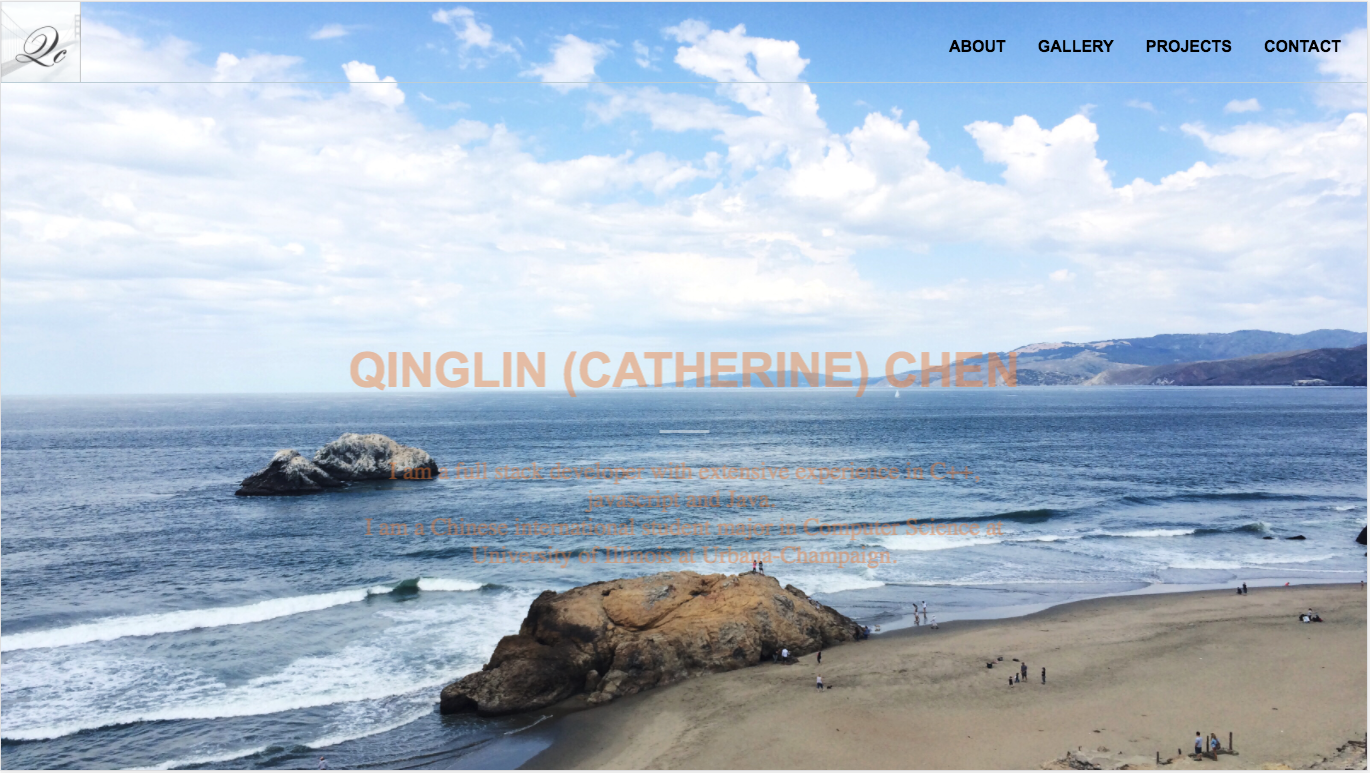 Qc
ABOUT GALLERY PROJECTS CONTACT
QINGLIN (CATHERINE) CHEN
I am a full stack developer with extensive experience in C++,
javascript and Java.
I am a Chinese international student major in Computer Science at
University of Illinois at Urbana-Champaign.